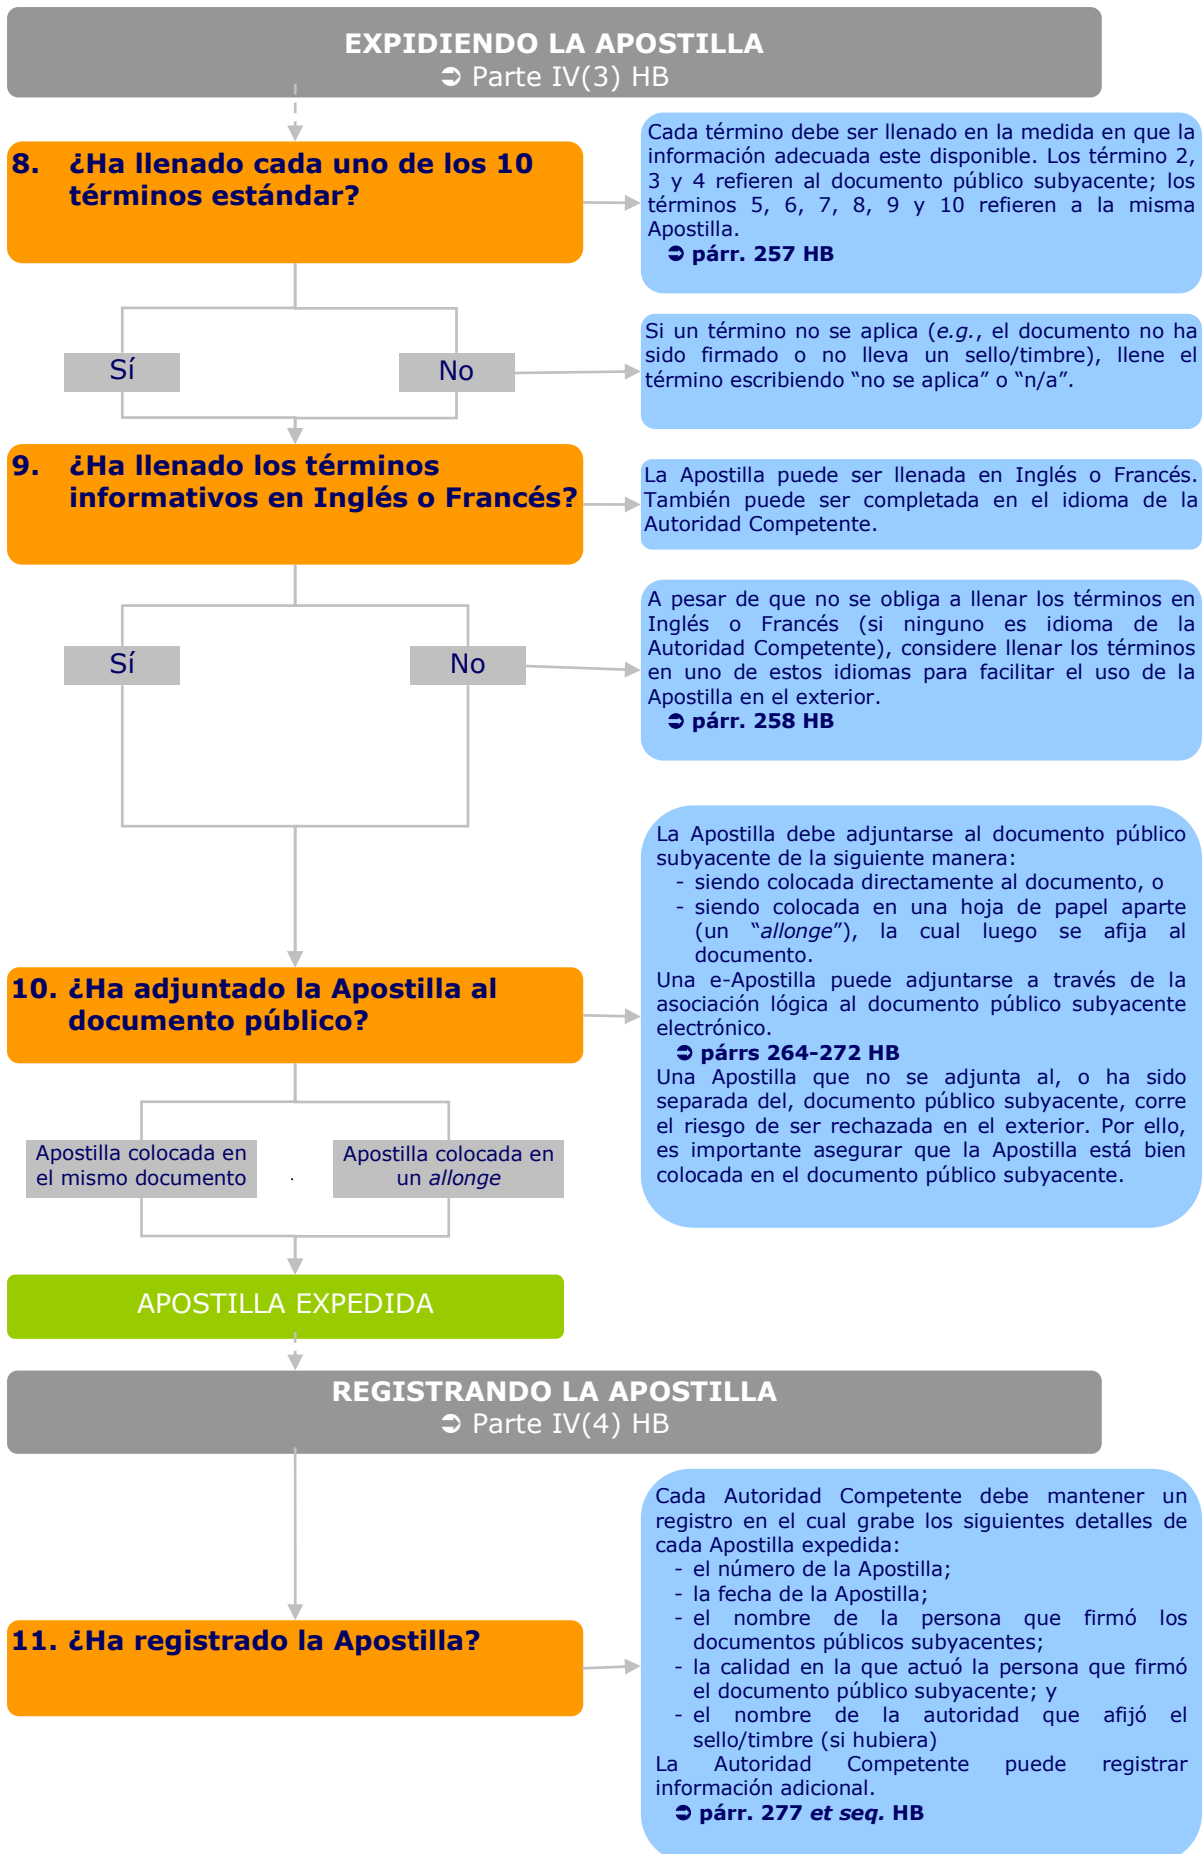 EXPIDIENDO LA APOSTILLA
➲ Parte IV(3) HB
8. ¿Ha llenado cada uno de los 10
términos estándar?
Cada término debe ser llenado en la medida en que la
información adecuada este disponible. Los término 2,
3 y 4 refieren al documento público subyacente; los
términos 5, 6, 7, 8, 9 y 10 refieren a la misma
Apostilla.
➲ párr. 257 HB
Sí
No
Si un término no se aplica (e.g., el documento no ha
sido firmado o no lleva un sello/timbre), llene el
término escribiendo “no se aplica” o “n/a”.
9. ¿Ha llenado los términos
informativos en Inglés o Francés?
La Apostilla puede ser llenada en Inglés o Francés.
También puede ser completada en el idioma de la
Autoridad Competente.
Sí
No
A pesar de que no se obliga a llenar los términos en
Inglés o Francés (si ninguno es idioma de la
Autoridad Competente), considere llenar los términos
en uno de estos idiomas para facilitar el uso de la
Apostilla en el exterior.
➲ párr. 258 HB
10. ¿Ha adjuntado la Apostilla al
documento público?
La Apostilla debe adjuntarse al documento público
subyacente de la siguiente manera:
- siendo colocada directamente al documento, o
- siendo colocada en una hoja de papel aparte
(un “allonge”), la cual luego se afija al
documento.
Una e-Apostilla puede adjuntarse a través de la
asociación lógica al documento público subyacente
electrónico.
➲ párrs 264-272 HB
Una Apostilla que no se adjunta al, o ha sido
separada del, documento público subyacente, corre
el riesgo de ser rechazada en el exterior. Por ello,
es importante asegurar que la Apostilla está bien
colocada en el documento público subyacente.
Apostilla colocada en
el mismo documento
.
Apostilla colocada en
un allonge
APOSTILLA EXPEDIDA
REGISTRANDO LA APOSTILLA
➲ Parte IV(4) HB
11. ¿Ha registrado la Apostilla?
Cada Autoridad Competente debe mantener un
registro en el cual grabe los siguientes detalles de
cada Apostilla expedida:
- el número de la Apostilla;
- la fecha de la Apostilla;
- el nombre de la persona que firmó los
documentos públicos subyacentes;
- la calidad en la que actuó la persona que firmó
el documento público subyacente; y
- el nombre de la autoridad que afijó el
sello/timbre (si hubiera)
La Autoridad Competente puede registrar
información adicional.
➲ párr. 277 et seq. HB